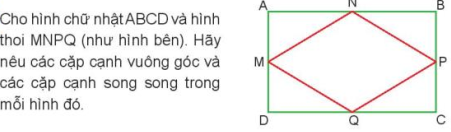 Cho hình chữ nhật ABCD và hình
thoi MNPQ (như hình bên). Hãy
nêu các cặp cạnh vuông góc và
các cặp cạnh song song trong
mỗi hình đó.
A N B
M P
D Q C